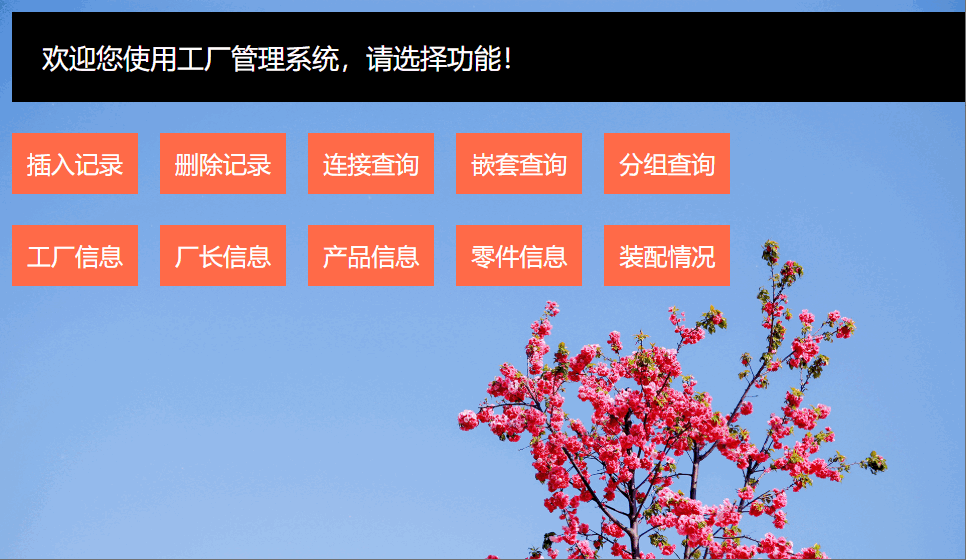 欢迎您使用工厂管理系统，请选择功能！
插入记录 删除记录 连接查询 嵌套查询 分组查询
工厂信息 厂长信息 产品信息 零件信息 装配情况